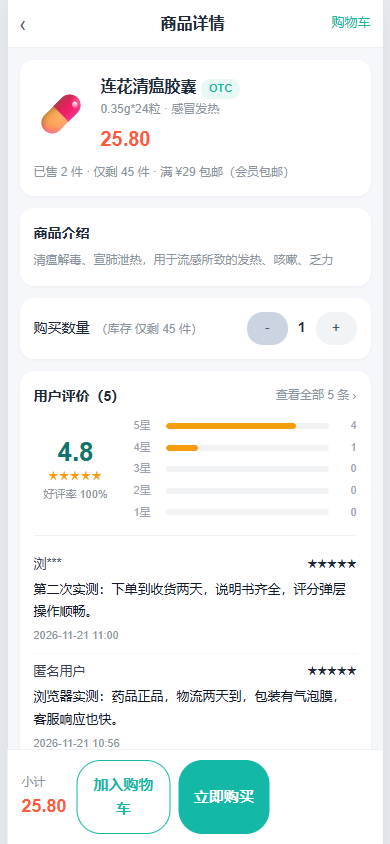 ‹ 商品详情 购物车
连花清瘟胶囊 OTC
0.35g*24粒 · 感冒发热
25.80
已售 2 件 · 仅剩 45 件 · 满 ¥29 包邮（会员包邮）
商品介绍
清瘟解毒、宣肺泄热，用于流感所致的发热、咳嗽、乏力
购买数量 （库存 仅剩 45 件） - 1 +
用户评价（5） 查看全部 5 条 ›
4.8
★★★★★
好评率 100%
5星 4
4星 1
3星 0
2星 0
1星 0
浏*** ★★★★★
第二次实测：下单到收货两天，说明书齐全，评分弹层
操作顺畅。
2026-11-21 11:00
匿名用户 ★★★★★
浏览器实测：药品正品，物流两天到，包装有气泡膜，
客服响应也快。
2026-11-21 10:56
小计
25.80
加入购物
车
立即购买